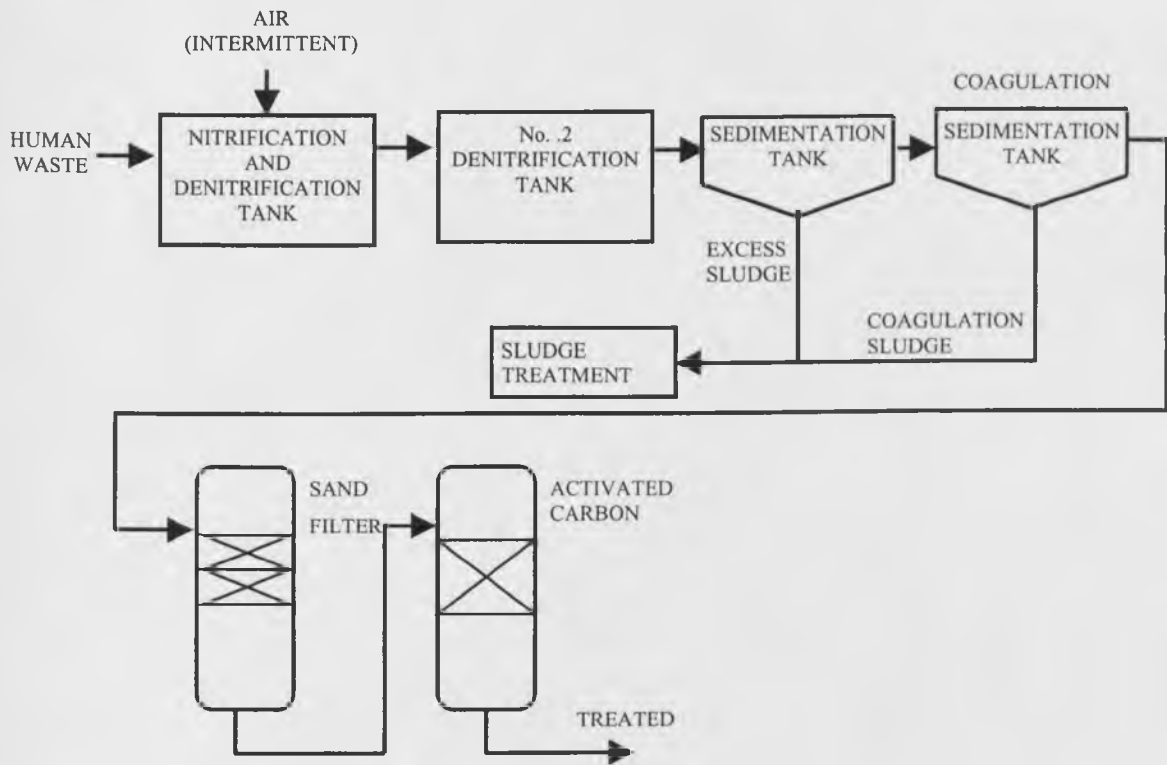 AIR
(INTERMITTENT)
HUMAN
WASTE
NITRIFICATION
AND
DENITRIFICATION
TANK
No. .2
DENITRIFICATION
TANK
SEDIMENTATION
TANK
COAGULATION
SEDIMENTATION
TANK
EXCESS
SLUDGE
COAGULATION
SLUDGE
SLUDGE
TREATMENT
SAND
FILTER
ACTIVATED
CARBON
TREATED